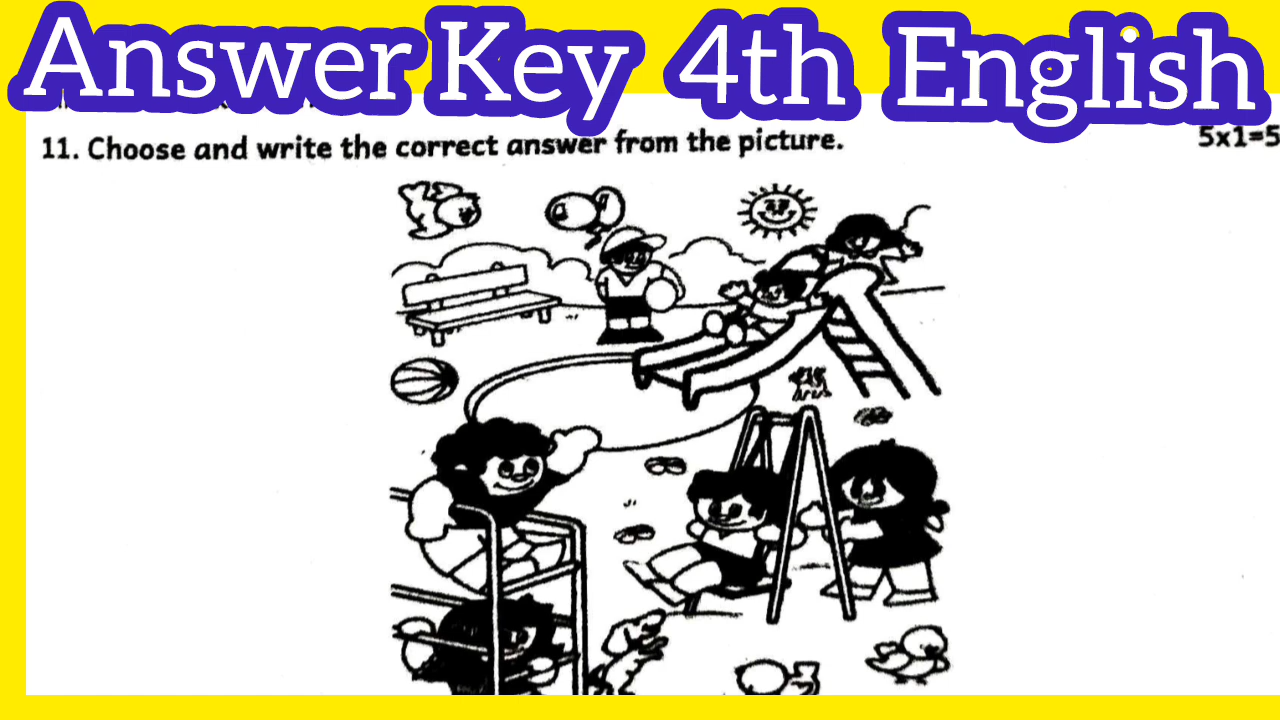 Answer Key 4th English
11. Choose and write the correct answer from the picture. 5x1=5